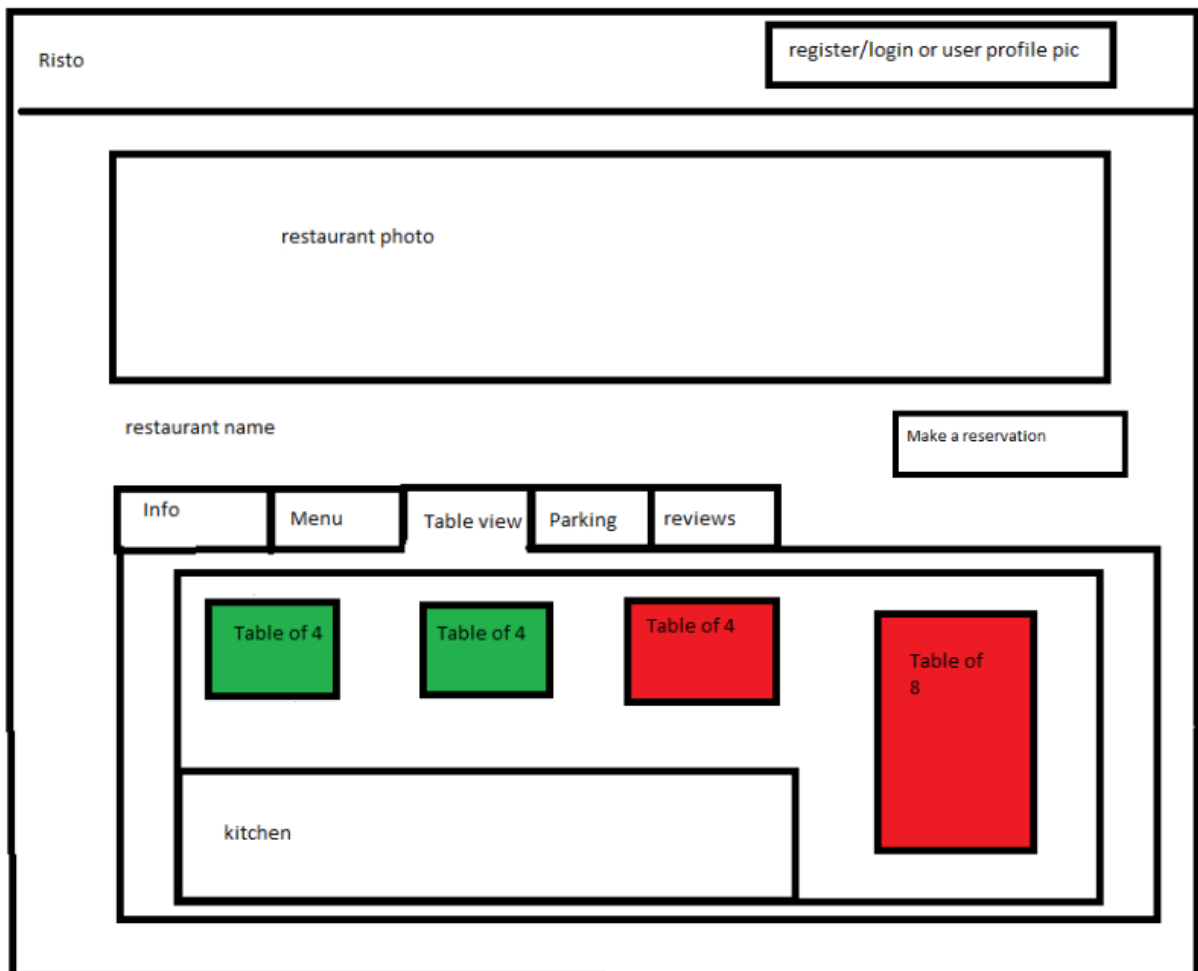 Risto
register/login or user profile pic
restaurant photo
restaurant name
Make a reservation
Info
Menu
Table view
Parking
reviews
Table of 4
Table of 4
Table of 4
Table of
8
kitchen